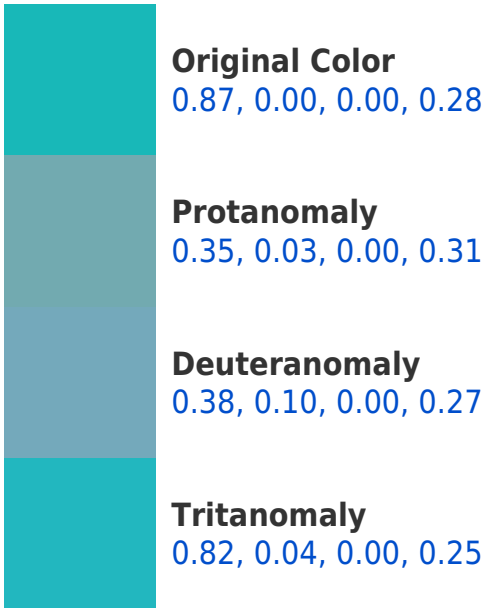 Original Color
0.87, 0.00, 0.00, 0.28
Protanomaly
0.35, 0.03, 0.00, 0.31
Deuteranomaly
0.38, 0.10, 0.00, 0.27
Tritanomaly
0.82, 0.04, 0.00, 0.25